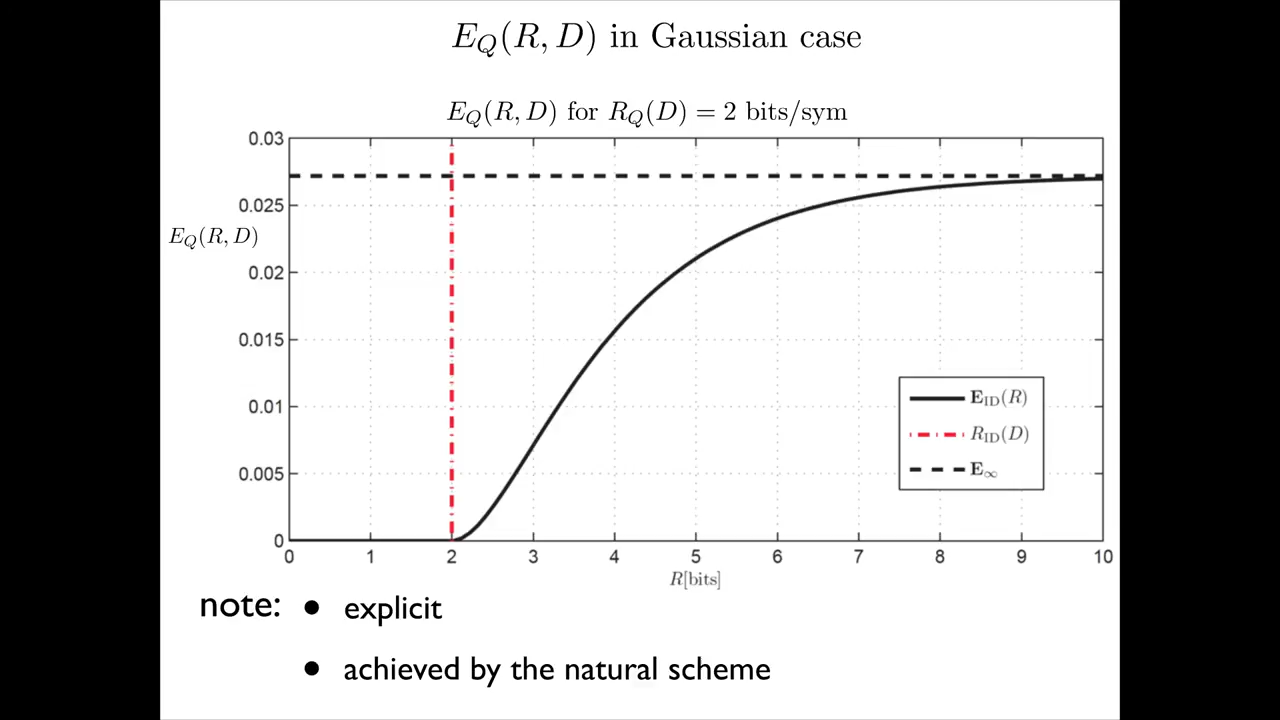 E_Q(R, D) in Gaussian case
E_Q(R, D) for R_Q(D) = 2 bits/sym
0.03
0.025
E_Q(R, D)
0.02
0.015
0.01
0.005
0
E_ID(R)
R_ID(D)
E_∞
0 1 2 3 4 5 6 7 8 9 10
R[bits]
note: • explicit
• achieved by the natural scheme